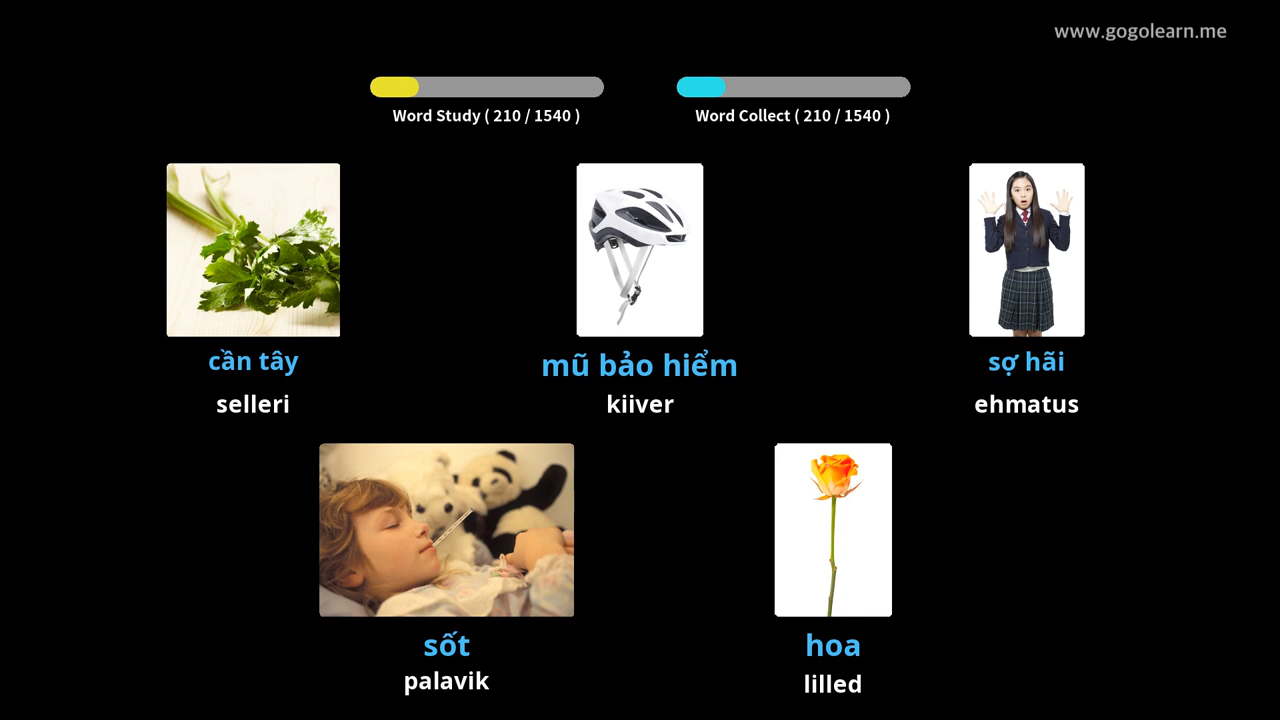 www.gogolearn.me
Word Study ( 210 / 1540 )
Word Collect ( 210 / 1540 )
cần tây
selleri
mũ bảo hiểm
kiiver
sợ hãi
ehmatus
sốt
palavik
hoa
lilled